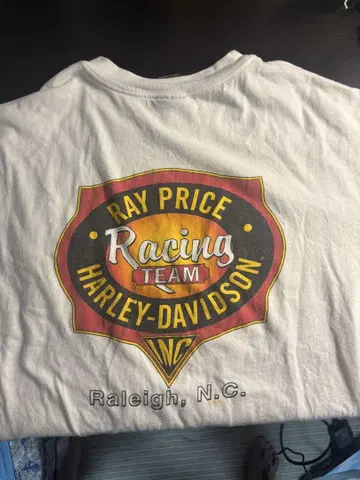 RAY PRICE
Racing
TEAM
HARLEY-DAVIDSON
INC.
Raleigh, N.C.